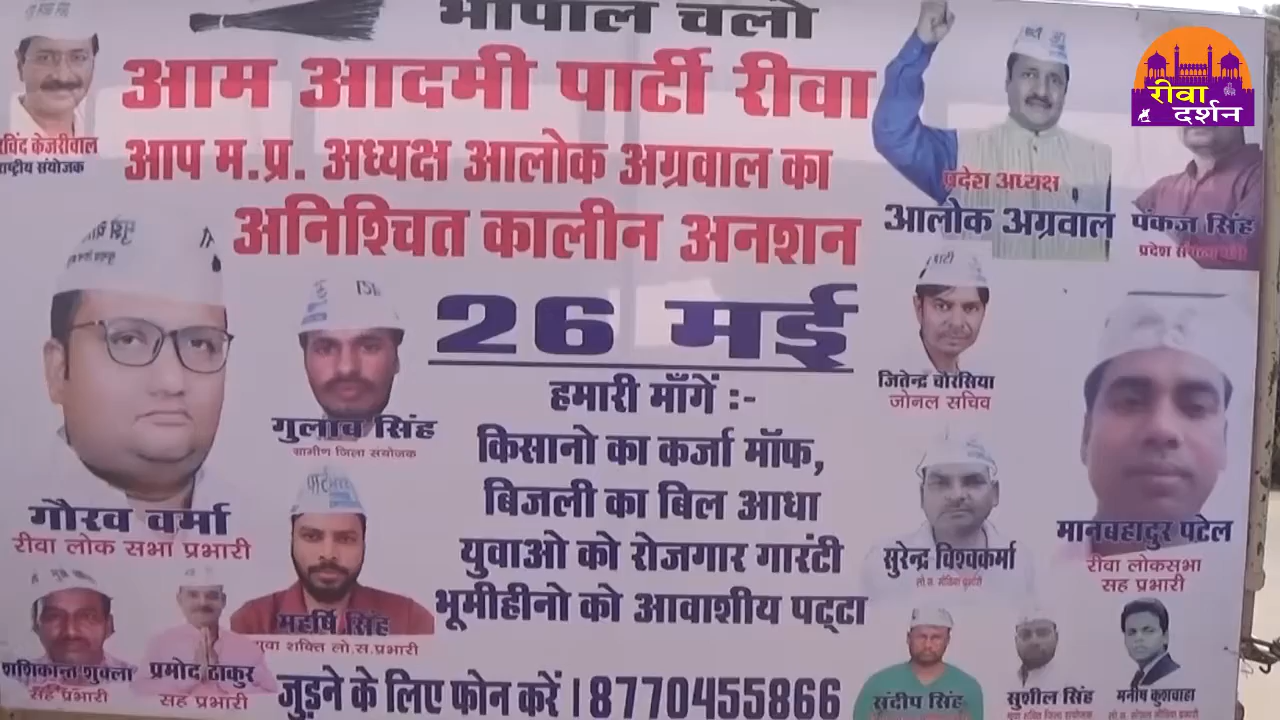 भोपाल चलो
आम आदमी पार्टी रीवा
आप म.प्र. अध्यक्ष आलोक अग्रवाल का
अनिश्चित कालीन अनशन
26 मई
हमारी माँगें :-
किसानो का कर्जा मॉफ,
बिजली का बिल आधा
युवाओ को रोजगार गारंटी
भूमीहीनो को आवाशीय पट्टा
जुड़ने के लिए फोन करें । 8770455866
केजरीवाल
संयोजक
गौरव वर्मा
रीवा लोक सभा प्रभारी
गुलाब सिंह
ग्रामीण जिला संयोजक
महर्षि सिंह
युवा शक्ति लो.स.प्रभारी
शशिकान्त शुक्ला
सह प्रभारी
प्रमोद ठाकुर
सह प्रभारी
प्रदेश अध्यक्ष
आलोक अग्रवाल
पंकज सिंह
प्रदेश
जितेन्द्र चौरसिया
जोनल सचिव
सुरेन्द्र विश्वकर्मा
मानबहादुर पटेल
रीवा लोकसभा
सह प्रभारी
संदीप सिंह
सुशील सिंह
मनीष कुशवाहा
रीवा
दर्शन